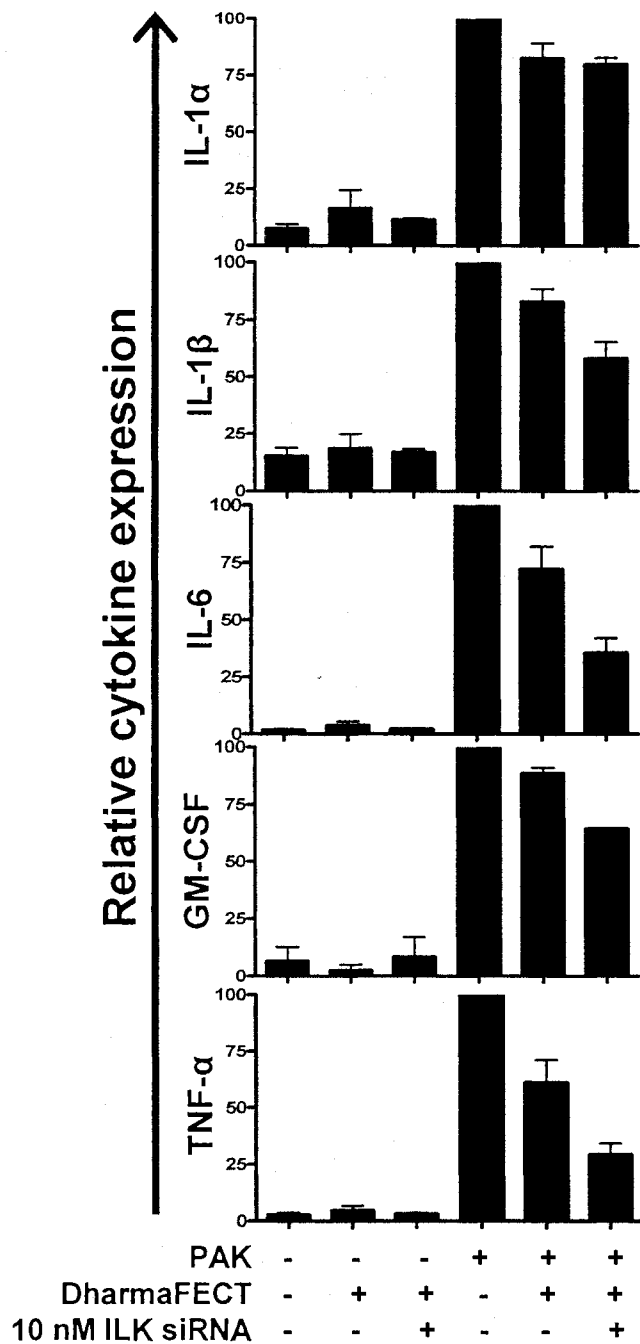 Relative cytokine expression
IL-1α
100
75
50
25
0
IL-1β
100
75
50
25
0
IL-6
100
75
50
25
0
GM-CSF
100
75
50
25
0
TNF-α
100
75
50
25
0
PAK - - - + + +
DharmaFECT - + + - + +
10 nM ILK siRNA - - + - - +